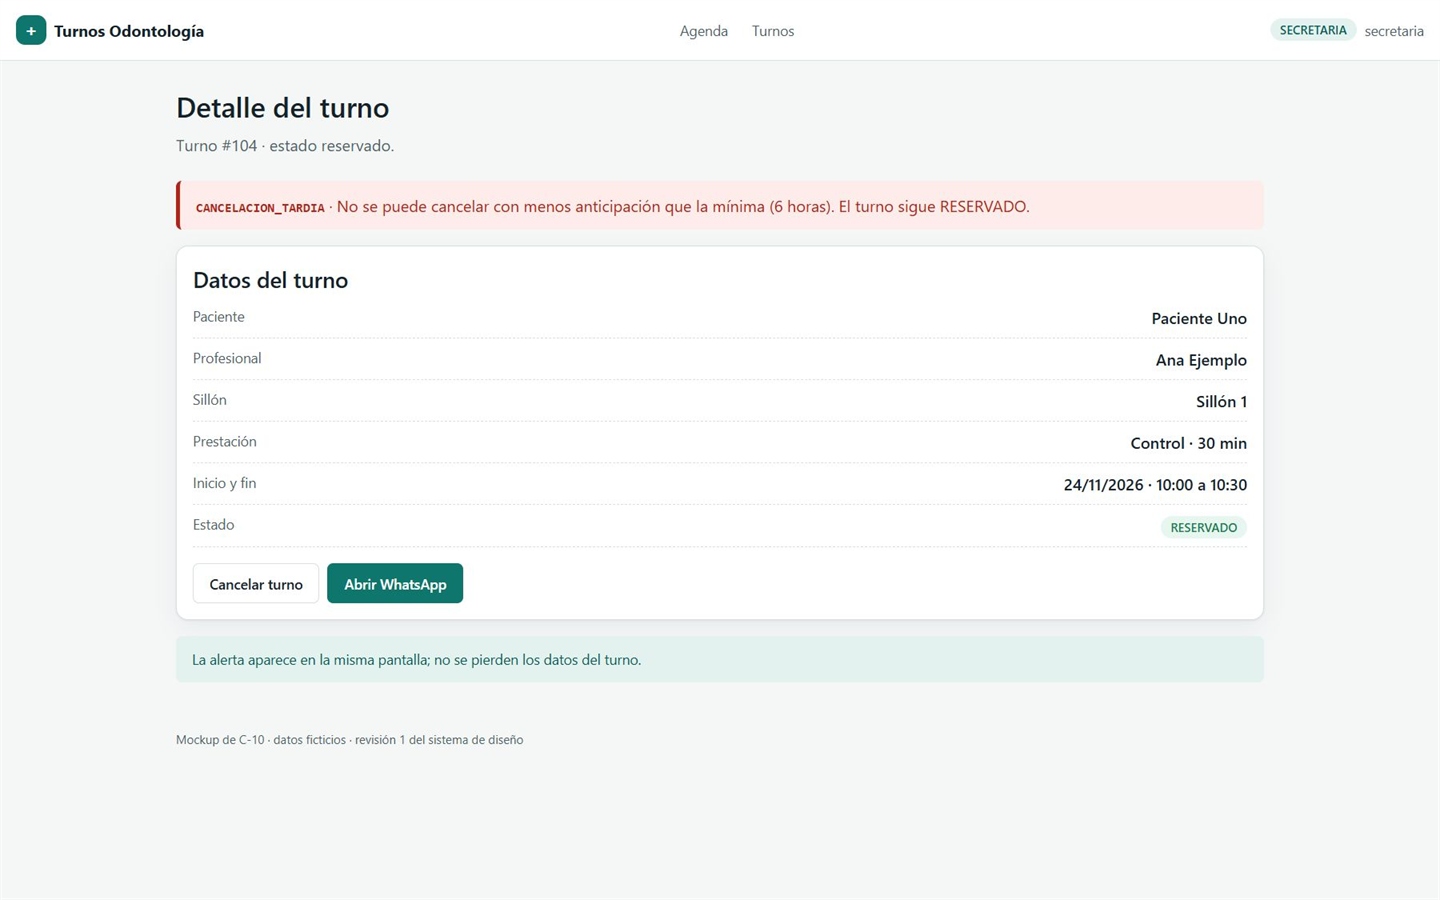 + Turnos Odontología
Agenda Turnos
SECRETARIA secretaria
Detalle del turno
Turno #104 · estado reservado.
CANCELACION_TARDIA · No se puede cancelar con menos anticipación que la mínima (6 horas). El turno sigue RESERVADO.
Datos del turno
Paciente Paciente Uno
Profesional Ana Ejemplo
Sillón Sillón 1
Prestación Control · 30 min
Inicio y fin 24/11/2026 · 10:00 a 10:30
Estado RESERVADO
Cancelar turno Abrir WhatsApp
La alerta aparece en la misma pantalla; no se pierden los datos del turno.
Mockup de C-10 · datos ficticios · revisión 1 del sistema de diseño